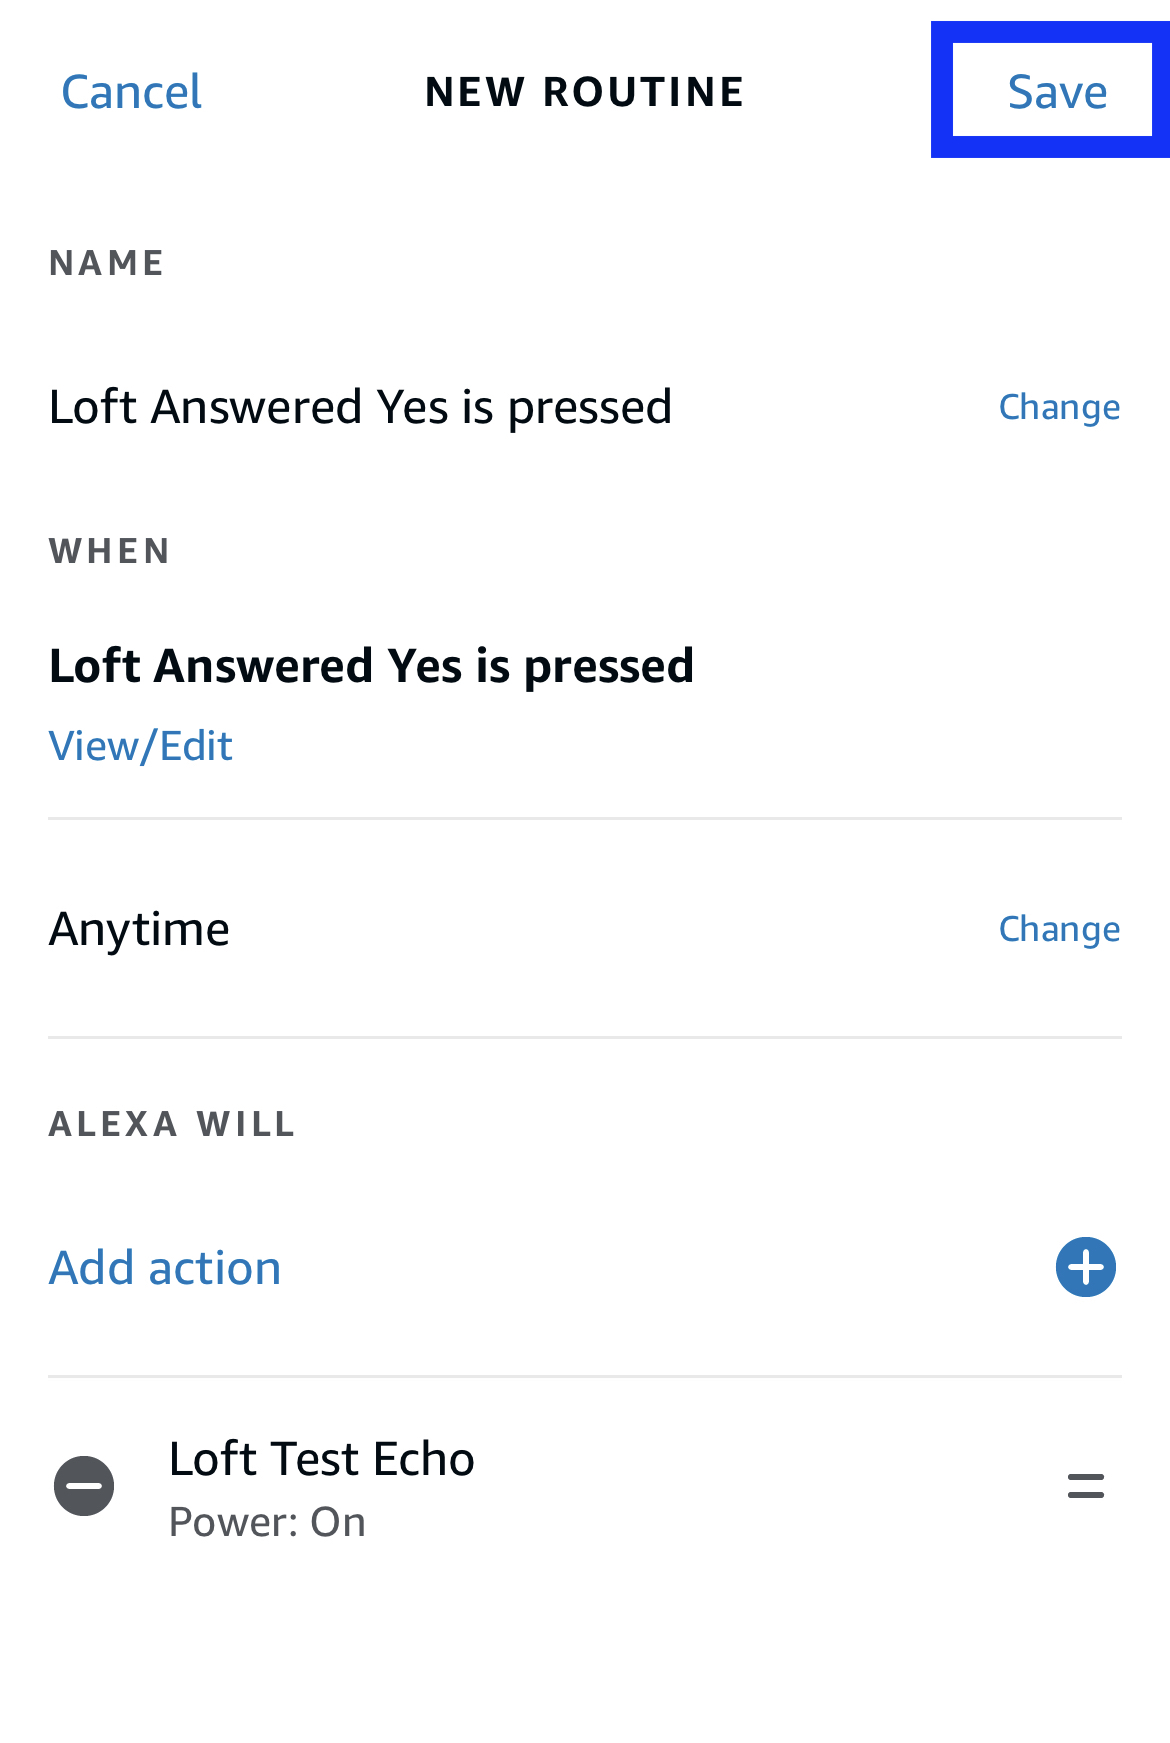 Cancel NEW ROUTINE Save
NAME
Loft Answered Yes is pressed Change
WHEN
Loft Answered Yes is pressed
View/Edit
Anytime Change
ALEXA WILL
Add action
Loft Test Echo
Power: On